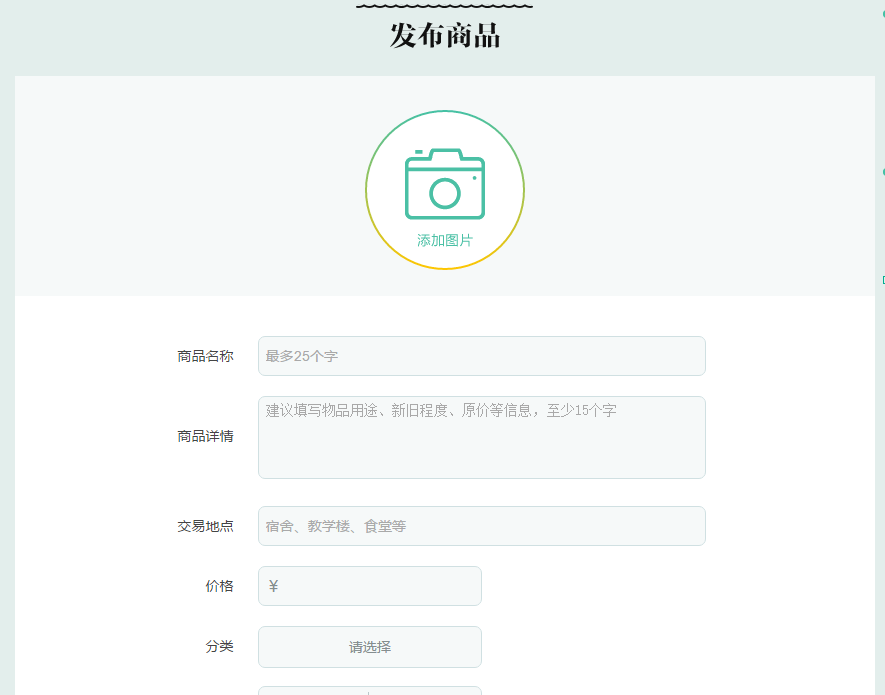 发布商品
添加图片
商品名称 最多25个字
商品详情 建议填写物品用途、新旧程度、原价等信息，至少15个字
交易地点 宿舍、教学楼、食堂等
价格 ¥
分类 请选择